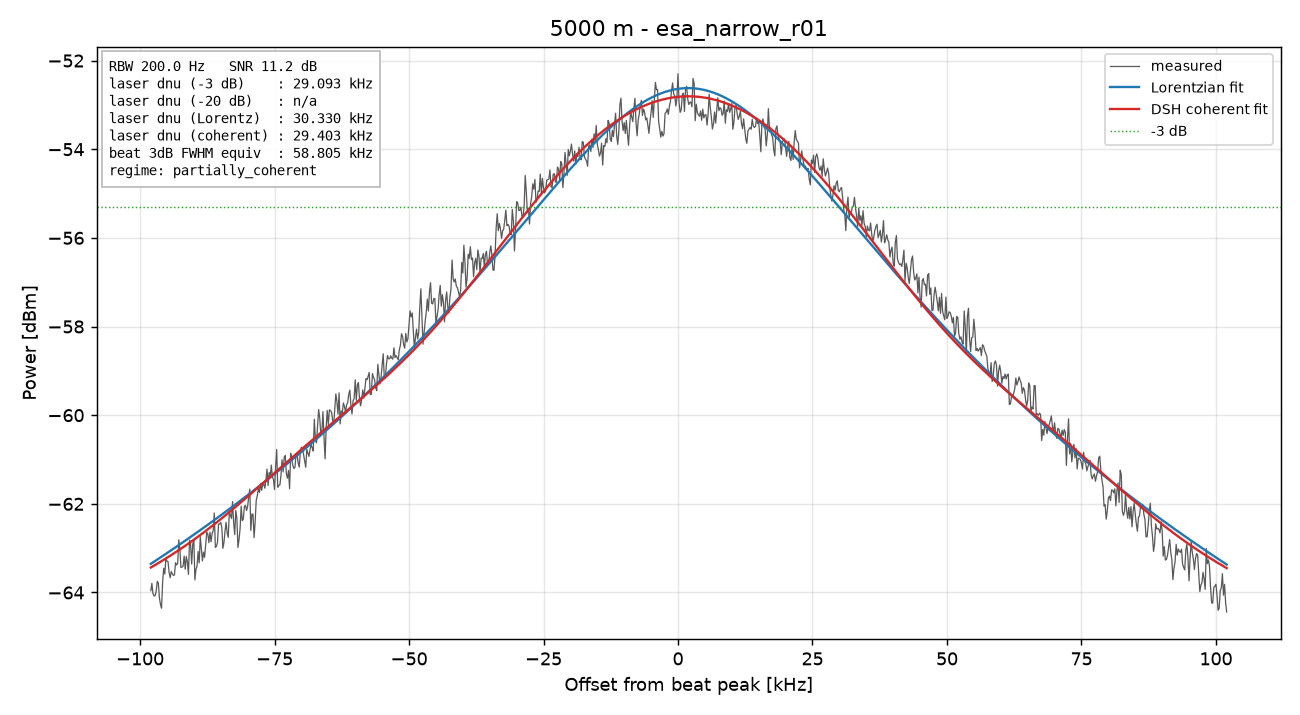 5000 m - esa_narrow_r01
RBW 200.0 Hz   SNR 11.2 dB
laser dnu (-3 dB)    : 29.093 kHz
laser dnu (-20 dB)   : n/a
laser dnu (Lorentz)  : 30.330 kHz
laser dnu (coherent) : 29.403 kHz
beat 3dB FWHM equiv  : 58.805 kHz
regime: partially_coherent
measured
Lorentzian fit
DSH coherent fit
-3 dB
Power [dBm]
−52
−54
−56
−58
−60
−62
−64
−100 −75 −50 −25 0 25 50 75 100
Offset from beat peak [kHz]